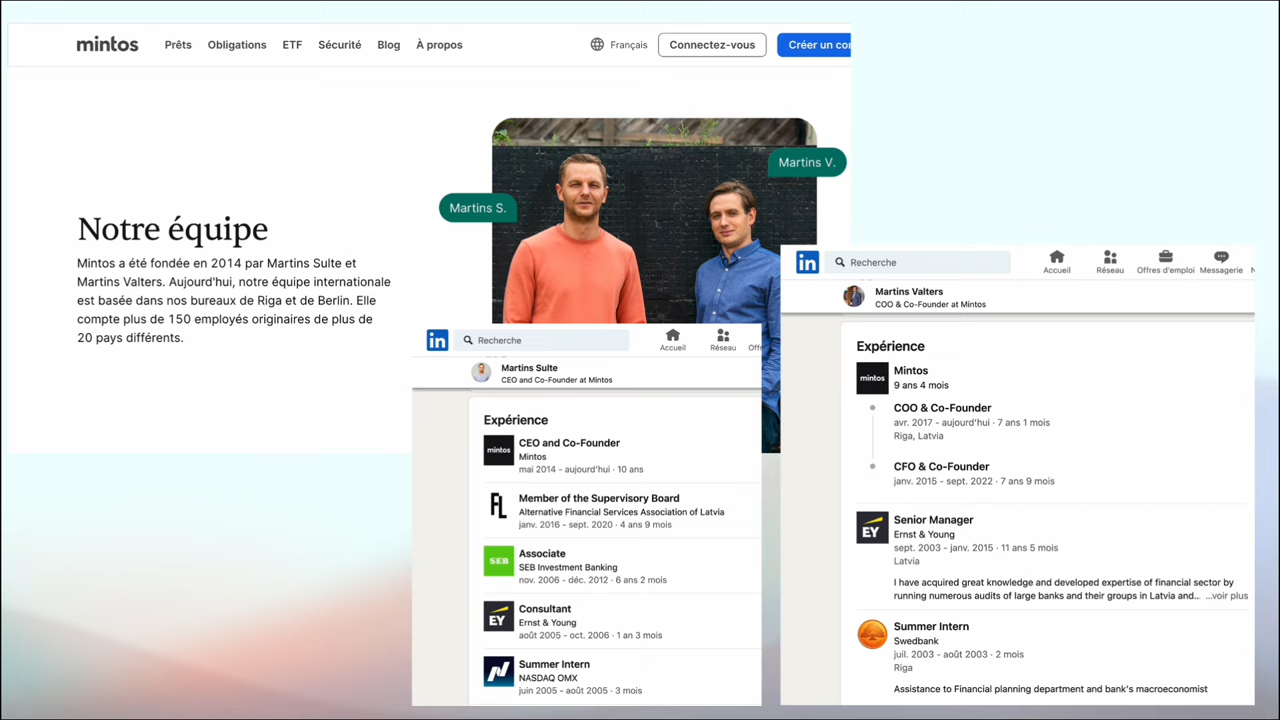 mintos Prêts Obligations ETF Sécurité Blog À propos Français Connectez-vous Créer un co
Martins V.
Martins S.
Notre équipe
Mintos a été fondée en 2014 par Martins Sulte et
Martins Valters. Aujourd'hui, notre équipe internationale
est basée dans nos bureaux de Riga et de Berlin. Elle
compte plus de 150 employés originaires de plus de
20 pays différents.
in Recherche Accueil Réseau Off
Martins Sulte
CEO and Co-Founder at Mintos
Expérience
mintos
CEO and Co-Founder
Mintos
mai 2014 - aujourd'hui · 10 ans
FL
Member of the Supervisory Board
Alternative Financial Services Association of Latvia
janv. 2016 - sept. 2020 · 4 ans 9 mois
SEB
Associate
SEB Investment Banking
nov. 2006 - déc. 2012 · 6 ans 2 mois
EY
Consultant
Ernst & Young
août 2005 - oct. 2006 · 1 an 3 mois
Summer Intern
NASDAQ OMX
juin 2005 - août 2005 · 3 mois
in Recherche Accueil Réseau Offres d'emploi Messagerie N
Martins Valters
COO & Co-Founder at Mintos
Expérience
mintos
Mintos
9 ans 4 mois
COO & Co-Founder
avr. 2017 - aujourd'hui · 7 ans 1 mois
Riga, Latvia
CFO & Co-Founder
janv. 2015 - sept. 2022 · 7 ans 9 mois
EY
Senior Manager
Ernst & Young
sept. 2003 - janv. 2015 · 11 ans 5 mois
Latvia
I have acquired great knowledge and developed expertise of financial sector by
running numerous audits of large banks and their groups in Latvia and... ...voir plus
Summer Intern
Swedbank
juil. 2003 - août 2003 · 2 mois
Riga
Assistance to Financial planning department and bank's macroeconomist